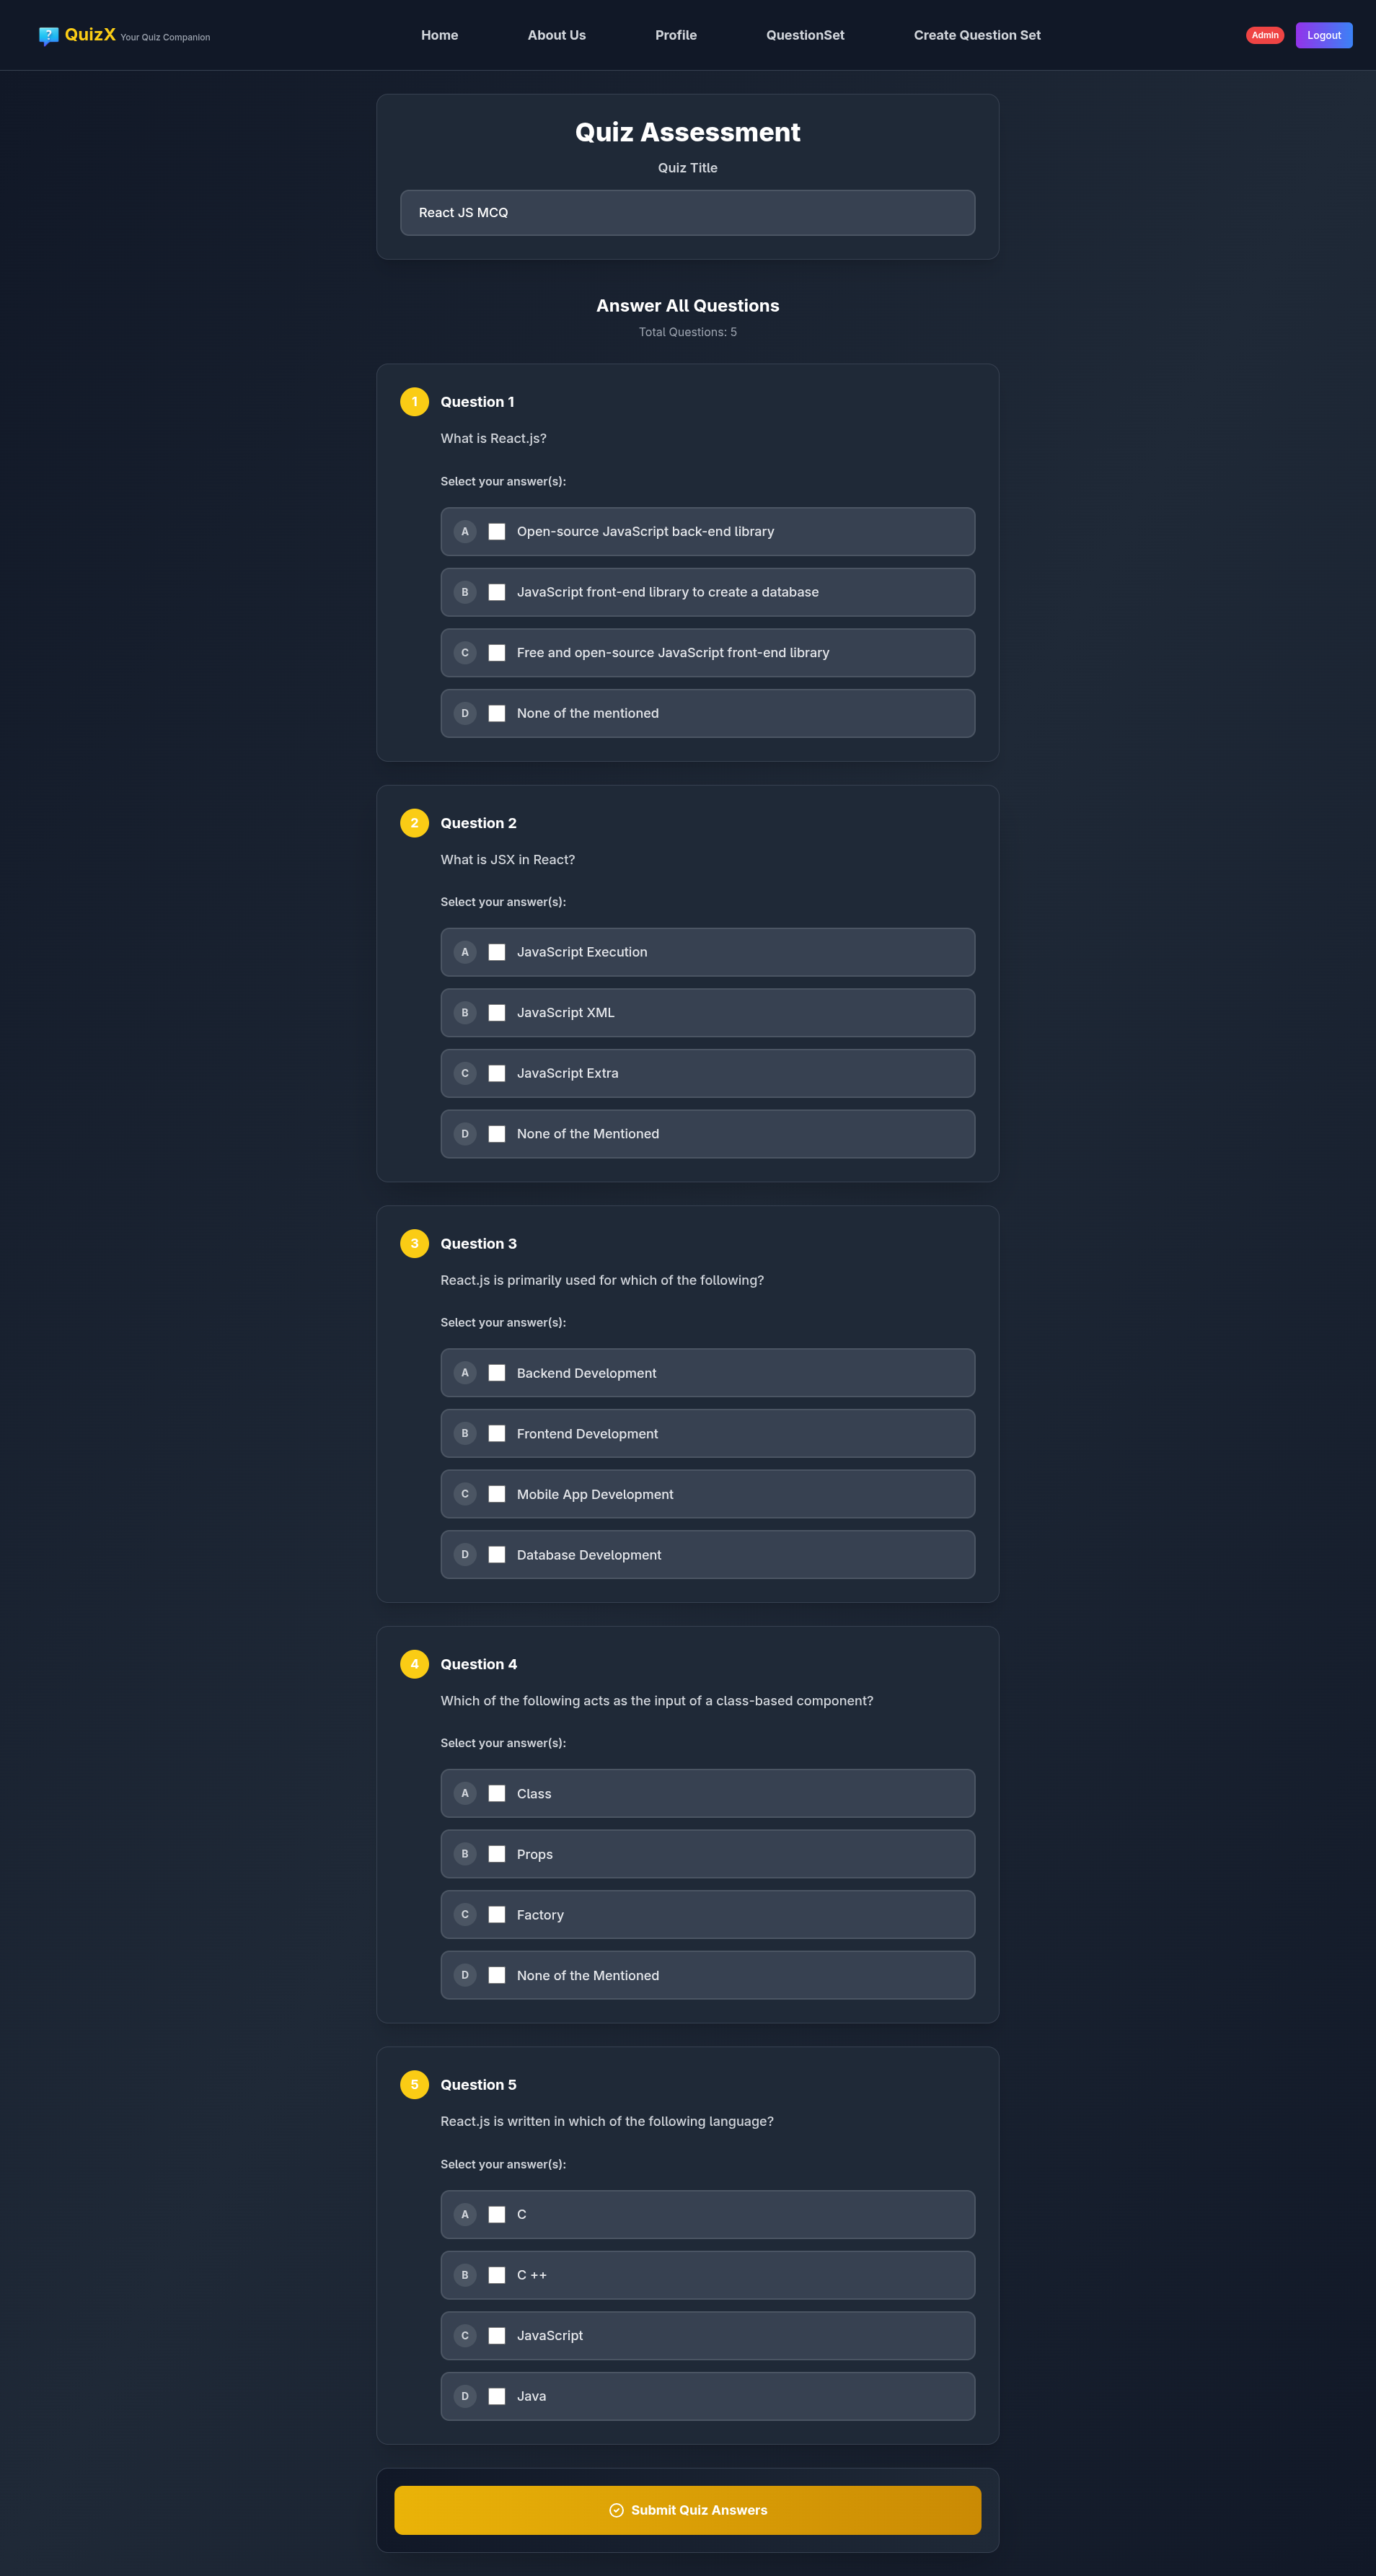 ? QuizX Your Quiz Companion Home About Us Profile QuestionSet Create Question Set Admin Logout
Quiz Assessment
Quiz Title
React JS MCQ
Answer All Questions
Total Questions: 5
1 Question 1
What is React.js?
Select your answer(s):
A Open-source JavaScript back-end library
B JavaScript front-end library to create a database
C Free and open-source JavaScript front-end library
D None of the mentioned
2 Question 2
What is JSX in React?
Select your answer(s):
A JavaScript Execution
B JavaScript XML
C JavaScript Extra
D None of the Mentioned
3 Question 3
React.js is primarily used for which of the following?
Select your answer(s):
A Backend Development
B Frontend Development
C Mobile App Development
D Database Development
4 Question 4
Which of the following acts as the input of a class-based component?
Select your answer(s):
A Class
B Props
C Factory
D None of the Mentioned
5 Question 5
React.js is written in which of the following language?
Select your answer(s):
A C
B C ++
C JavaScript
D Java
Submit Quiz Answers